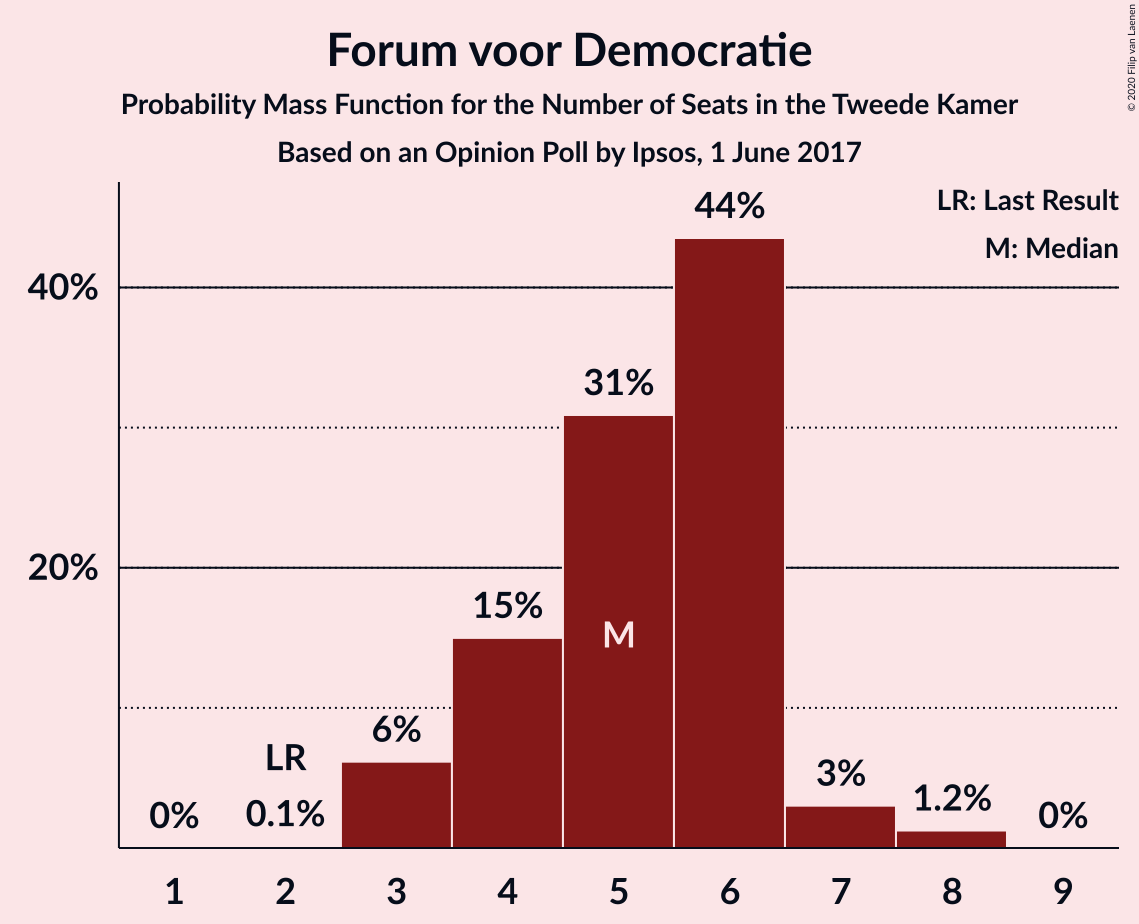 Forum voor Democratie
Probability Mass Function for the Number of Seats in the Tweede Kamer
Based on an Opinion Poll by Ipsos, 1 June 2017
© 2020 Filip van Laenen
LR: Last Result
M: Median
44%
40%
31%
20%
15%
M
6%
LR
3%
1.2%
0%
0.1%
0%
1 2 3 4 5 6 7 8 9